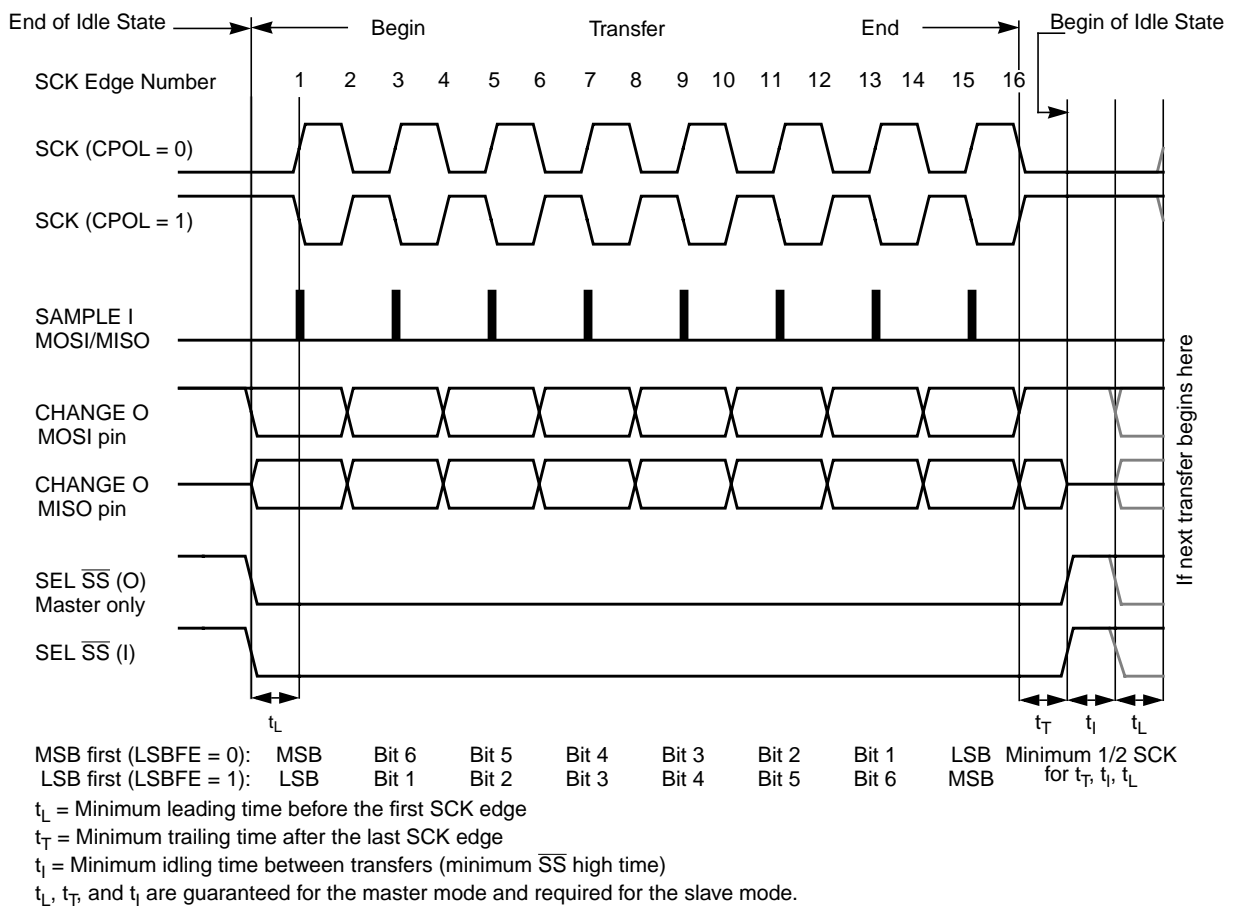 End of Idle State
Begin
Transfer
End
Begin of Idle State
SCK Edge Number
1 2 3 4 5 6 7 8 9 10 11 12 13 14 15 16
SCK (CPOL = 0)
SCK (CPOL = 1)
SAMPLE I
MOSI/MISO
CHANGE O
MOSI pin
CHANGE O
MISO pin
SEL SS (O)
Master only
SEL SS (I)
If next transfer begins here
tL
tT tI tL
MSB first (LSBFE = 0): MSB Bit 6 Bit 5 Bit 4 Bit 3 Bit 2 Bit 1 LSB
LSB first (LSBFE = 1): LSB Bit 1 Bit 2 Bit 3 Bit 4 Bit 5 Bit 6 MSB
Minimum 1/2 SCK
for tT, tI, tL
tL = Minimum leading time before the first SCK edge
tT = Minimum trailing time after the last SCK edge
tI = Minimum idling time between transfers (minimum SS high time)
tL, tT, and tI are guaranteed for the master mode and required for the slave mode.